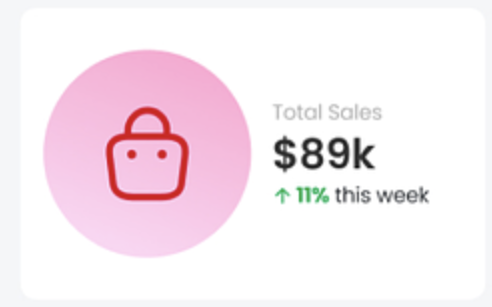 Total Sales
$89k
↑ 11% this week